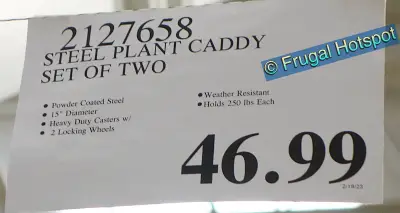 2127658
STEEL PLANT CADDY
SET OF TWO
© Frugal Hotspot
• Powder Coated Steel
• 15" Diameter
• Heavy Duty Casters w/
• 2 Locking Wheels
• Weather Resistant
• Holds 250 lbs Each
46.99
2/18/23